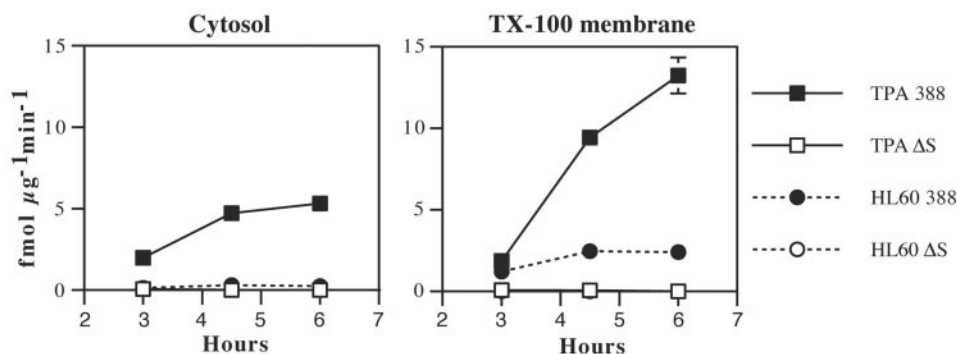 Cytosol
TX-100 membrane
fmol µg⁻¹min⁻¹
15
10
5
0
2 3 4 5 6 7
Hours
15
10
5
0
2 3 4 5 6 7
Hours
TPA 388
TPA ΔS
HL60 388
HL60 ΔS